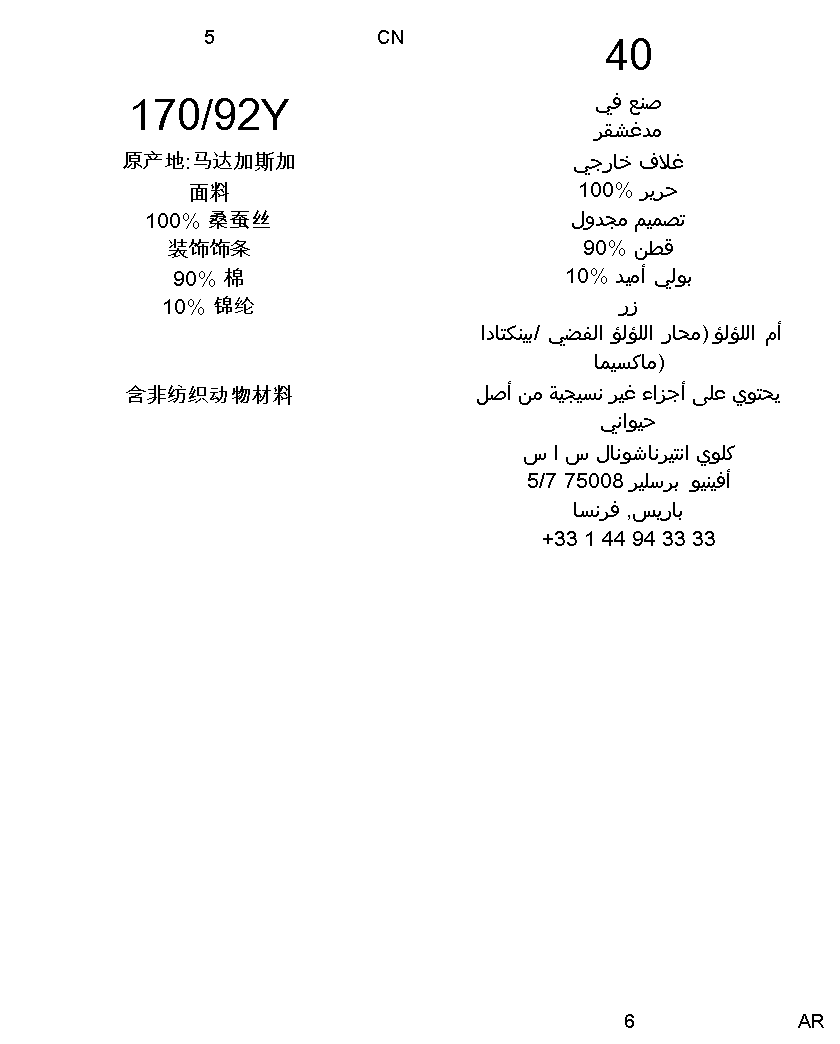 5
CN
170/92Y
原产地:马达加斯加
面料
100% 桑蚕丝
装饰饰条
90% 棉
10% 锦纶
含非纺织动物材料
40
صنع في
مدغشقر
غلاف خارجي
100% حرير
تصميم مجدول
90% قطن
10% بولي أميد
زر
أم اللؤلؤ (محار اللؤلؤ الفضي /بينكتادا
ماكسيما)
يحتوي على أجزاء غير نسيجية من أصل
حيواني
كلوي انتيرناشونال س ا س
5/7 أفينيو برسلير 75008
باريس, فرنسا
+33 1 44 94 33 33
6
AR